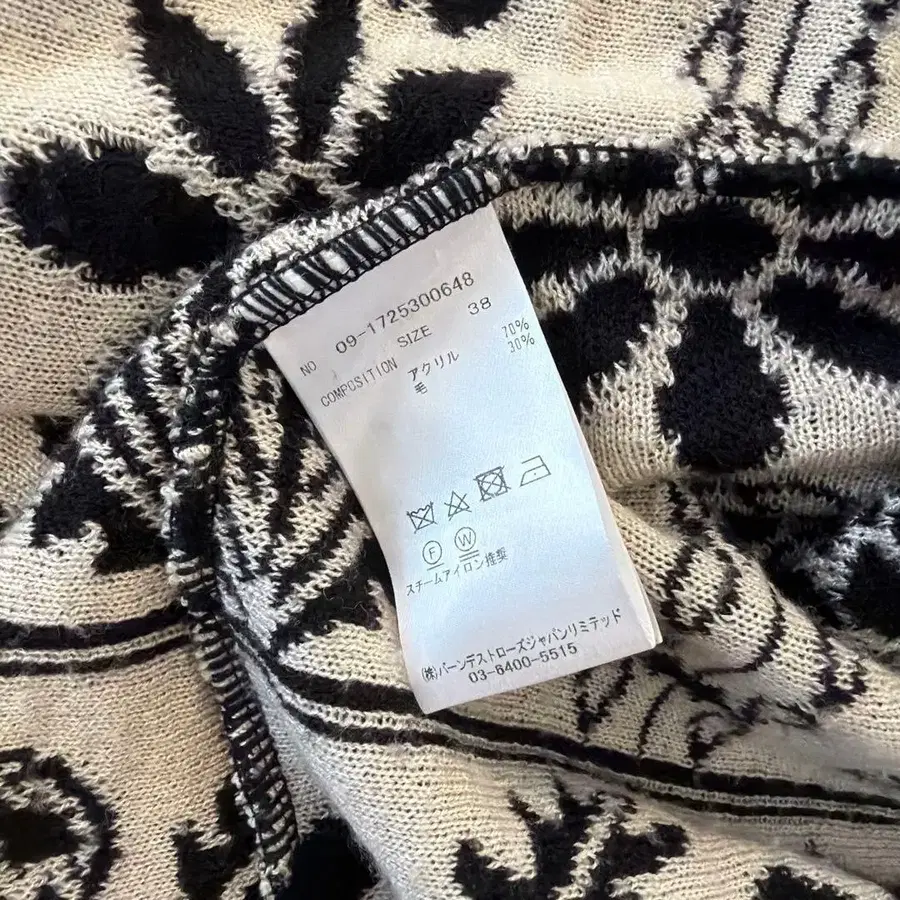 NO 09-1725300648
SIZE 38
COMPOSITION アクリル 70%
毛 30%
F W
スチームアイロン推奨
(株)バーンデストローズジャパンリミテッド
03-6400-5515